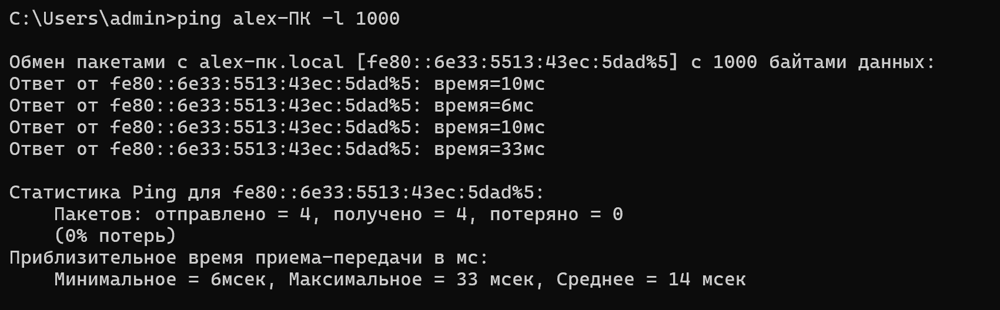 C:\Users\admin>ping alex-ПК -l 1000
Обмен пакетами с alex-пк.local [fe80::6e33:5513:43ec:5dad%5] с 1000 байтами данных:
Ответ от fe80::6e33:5513:43ec:5dad%5: время=10мс
Ответ от fe80::6e33:5513:43ec:5dad%5: время=6мс
Ответ от fe80::6e33:5513:43ec:5dad%5: время=10мс
Ответ от fe80::6e33:5513:43ec:5dad%5: время=33мс
Статистика Ping для fe80::6e33:5513:43ec:5dad%5:
    Пакетов: отправлено = 4, получено = 4, потеряно = 0
    (0% потерь)
Приблизительное время приема-передачи в мс:
    Минимальное = 6мсек, Максимальное = 33 мсек, Среднее = 14 мсек